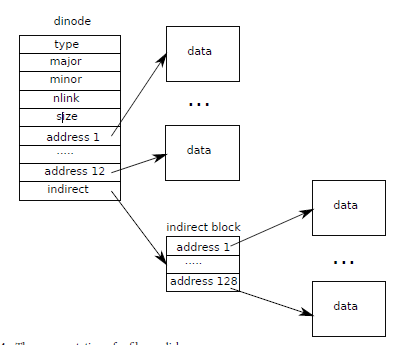 dinode
type
major
minor
nlink
size
address 1
.....
address 12
indirect
data
...
data
indirect block
address 1
.....
address 128
data
...
data